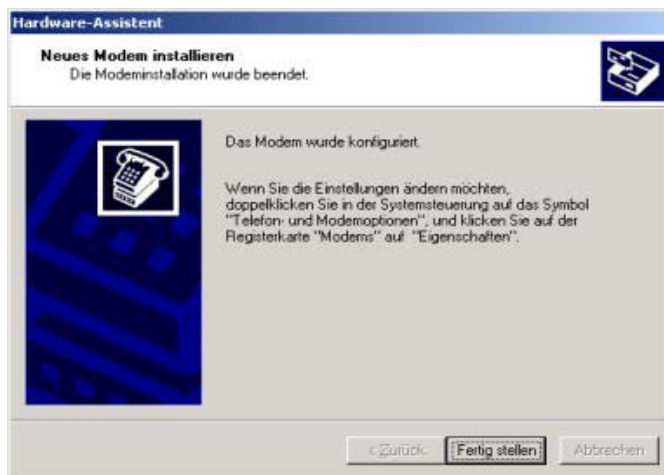 Hardware-Assistent
Neues Modem installieren
Die Modeminstallation wurde beendet.
Das Modem wurde konfiguriert.
Wenn Sie die Einstellungen ändern möchten,
doppelklicken Sie in der Systemsteuerung auf das Symbol
"Telefon- und Modemoptionen", und klicken Sie auf der
Registerkarte "Modems" auf "Eigenschaften".
< Zurück
Fertig stellen
Abbrechen